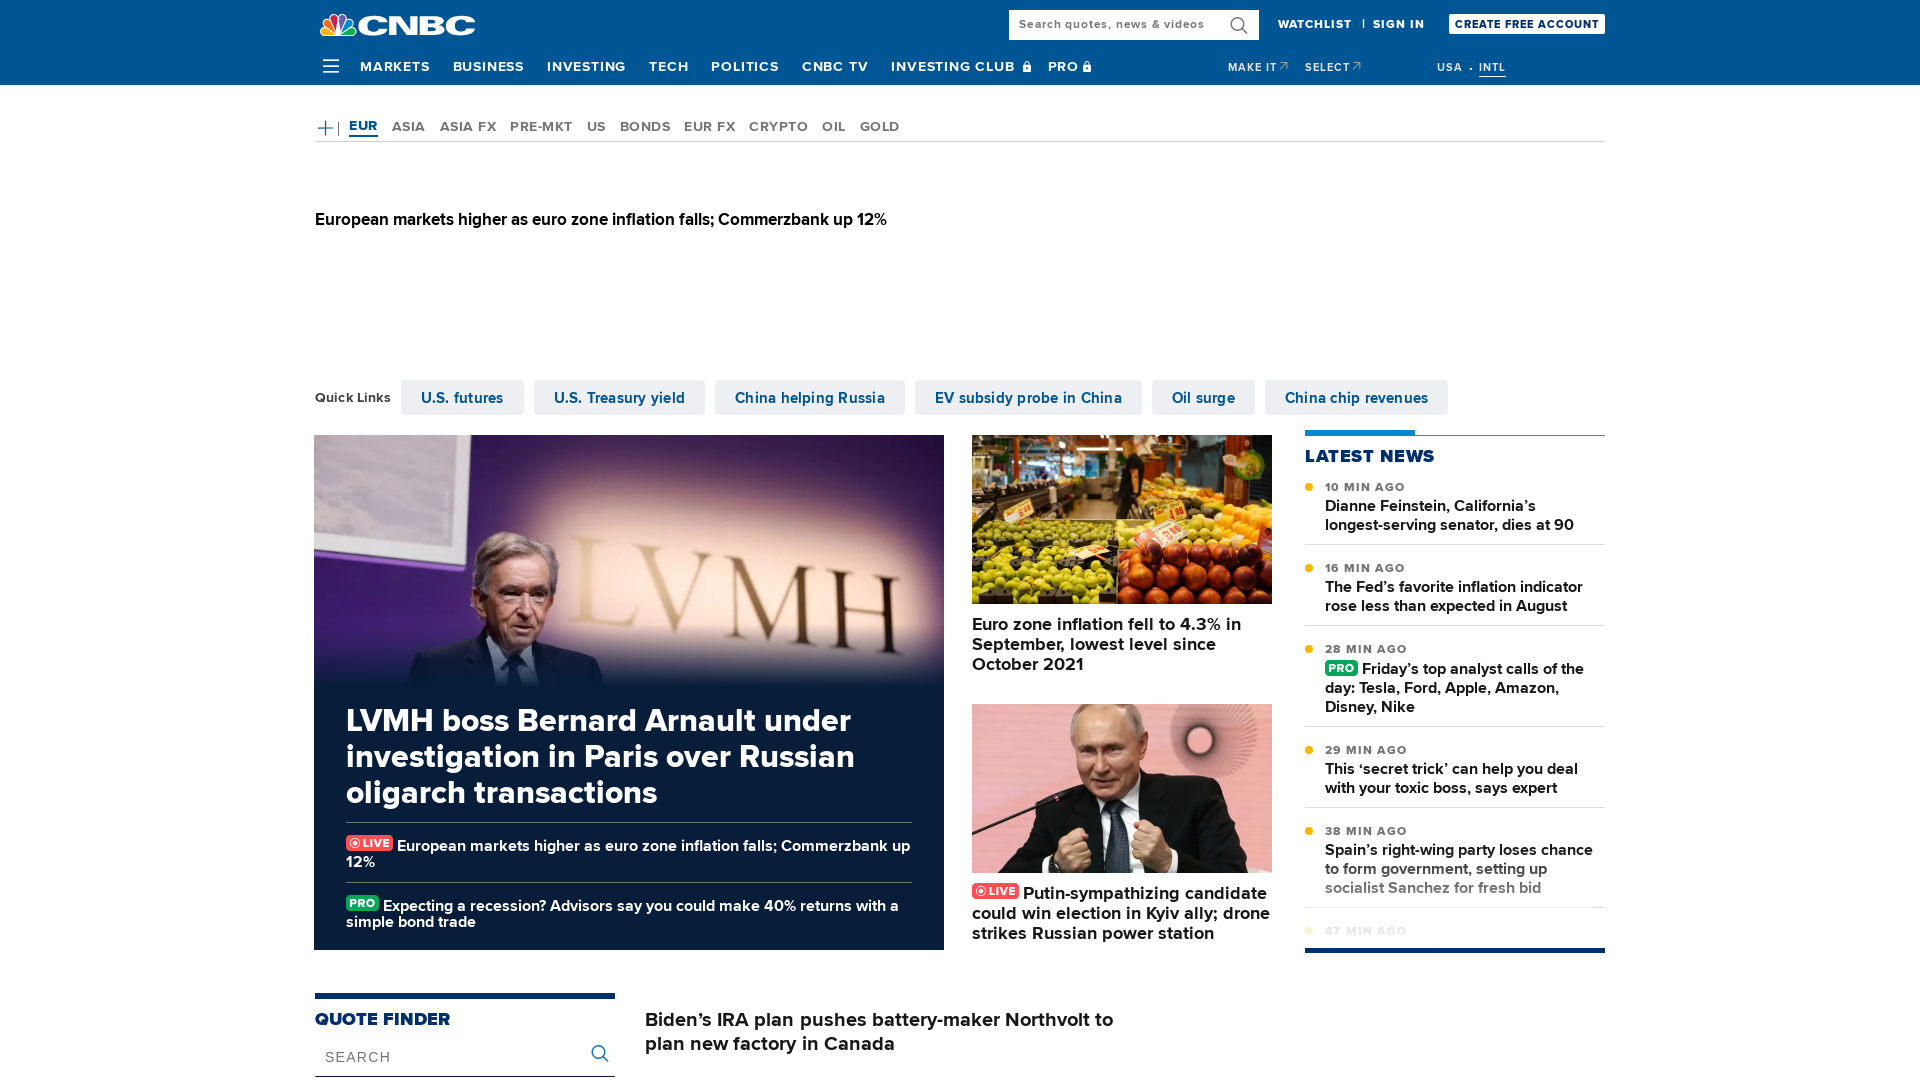 CNBC
Search quotes, news & videos
WATCHLIST | SIGN IN
CREATE FREE ACCOUNT
MARKETS BUSINESS INVESTING TECH POLITICS CNBC TV INVESTING CLUB PRO
MAKE IT SELECT USA • INTL
EUR ASIA ASIA FX PRE-MKT US BONDS EUR FX CRYPTO OIL GOLD
European markets higher as euro zone inflation falls; Commerzbank up 12%
Quick Links U.S. futures U.S. Treasury yield China helping Russia EV subsidy probe in China Oil surge China chip revenues
LVMH
LVMH boss Bernard Arnault under
investigation in Paris over Russian
oligarch transactions
LIVE European markets higher as euro zone inflation falls; Commerzbank up
12%
PRO Expecting a recession? Advisors say you could make 40% returns with a
simple bond trade
Euro zone inflation fell to 4.3% in
September, lowest level since
October 2021
LIVE Putin-sympathizing candidate
could win election in Kyiv ally; drone
strikes Russian power station
LATEST NEWS
10 MIN AGO
Dianne Feinstein, California’s
longest-serving senator, dies at 90
16 MIN AGO
The Fed’s favorite inflation indicator
rose less than expected in August
28 MIN AGO
PRO Friday’s top analyst calls of the
day: Tesla, Ford, Apple, Amazon,
Disney, Nike
29 MIN AGO
This ‘secret trick’ can help you deal
with your toxic boss, says expert
38 MIN AGO
Spain’s right-wing party loses chance
to form government, setting up
socialist Sanchez for fresh bid
47 MIN AGO
QUOTE FINDER
SEARCH
Biden’s IRA plan pushes battery-maker Northvolt to
plan new factory in Canada